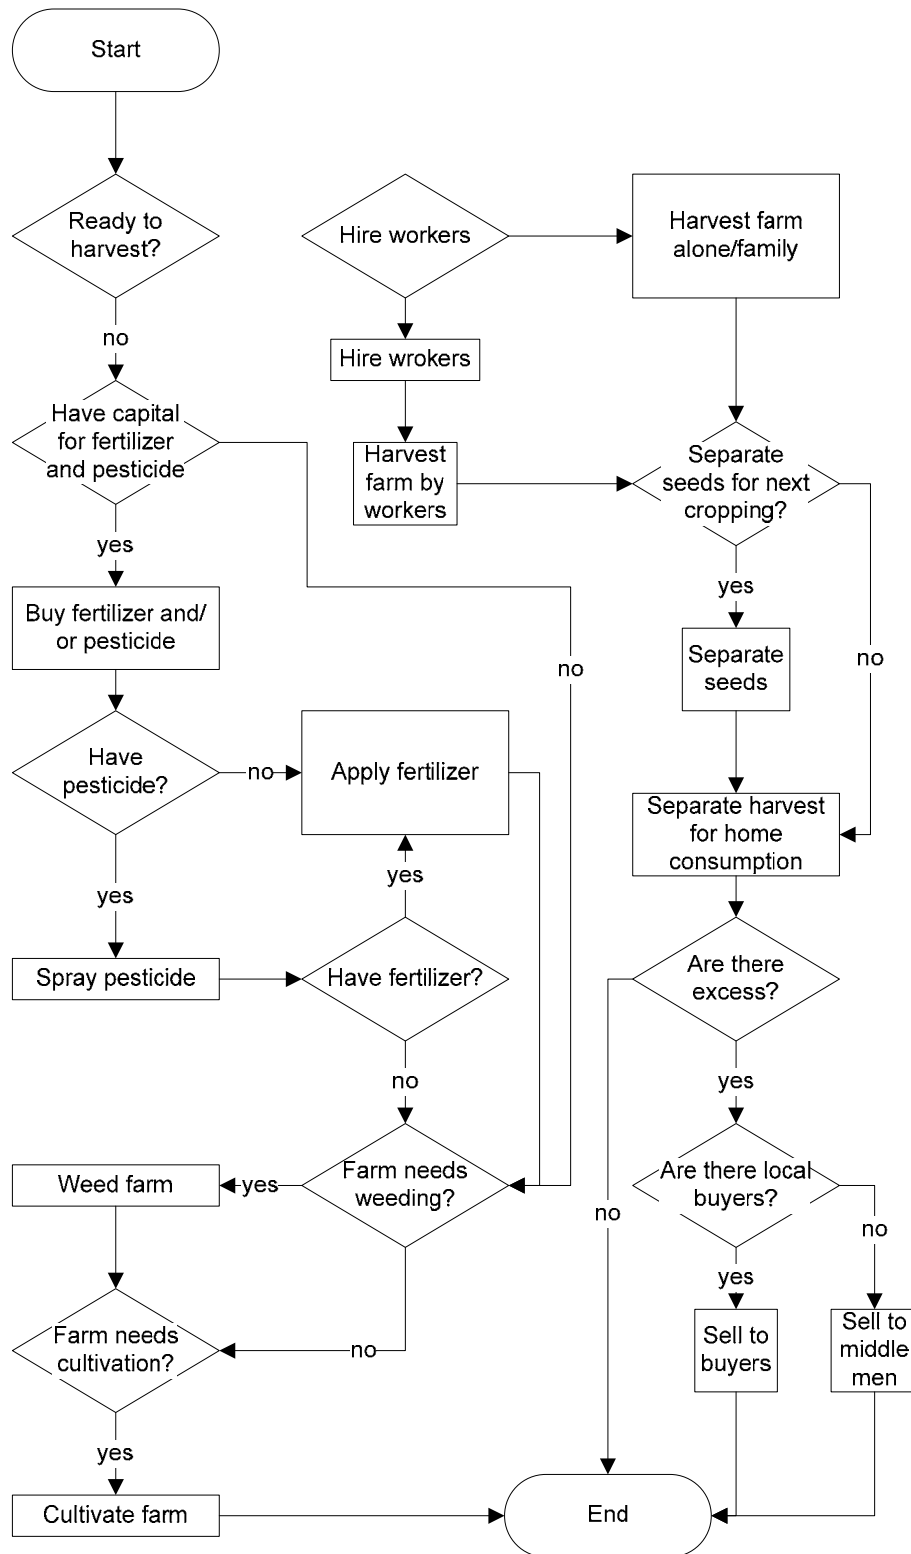 Start
Ready to
harvest?
no
Have capital
for fertilizer
and pesticide
yes
Buy fertilizer and/
or pesticide
Have
pesticide?
no
Apply fertilizer
yes
yes
Spray pesticide
Have fertilizer?
no
no
Farm needs
weeding?
yes
Weed farm
no
Farm needs
cultivation?
yes
Cultivate farm
Hire workers
Harvest farm
alone/family
Hire wrokers
Harvest
farm by
workers
Separate
seeds for next
cropping?
yes
no
Separate
seeds
Separate harvest
for home
consumption
Are there
excess?
yes
no
Are there local
buyers?
yes
no
Sell to
buyers
Sell to
middle
men
End